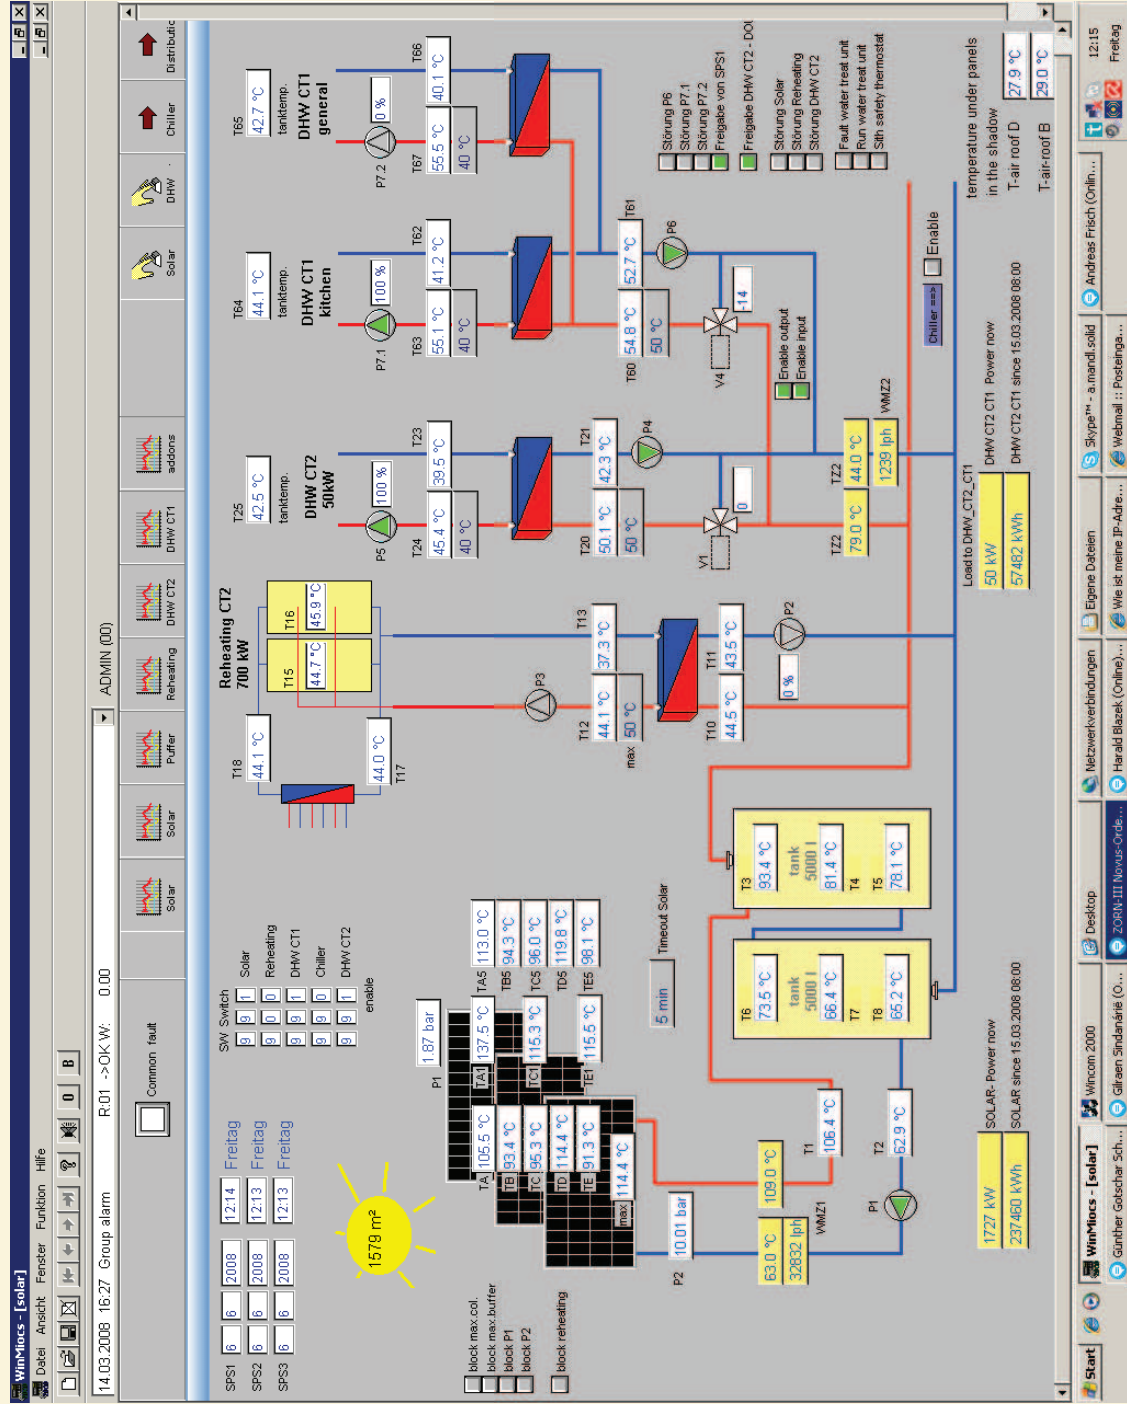 WinMiocs - [solar]
Datei Ansicht Fenster Funktion Hilfe
? O B
14.03.2008 16:27 Group alarm R:01 ->OK W: 0.00 ADMIN (00)
Common fault
Solar Solar Puffer Reheating DHW CT2 DHW CT1 addons Solar DHW Chiller Distributic
SPS1 6 6 2008 12:14 Freitag
SPS2 6 6 2008 12:13 Freitag
SPS3 6 6 2008 12:13 Freitag
SW Switch
9 9 1 Solar
9 0 0 Reheating
9 9 1 DHW CT1
9 9 0 Chiller
9 9 1 DHW CT2
enable
1579 m²
P1
1.87 bar
TA 105.5 °C TA1 137.5 °C TA5 113.0 °C
TB 93.4 °C TB5 94.3 °C
TC 95.3 °C TC1 115.3 °C TC5 96.0 °C
TD 114.4 °C TD5 119.8 °C
TE 91.3 °C TE1 115.5 °C TE5 98.1 °C
max 114.4 °C
block max.col.
block max.buffer
block P1
block P2
block reheating
P2
10.01 bar
109.0 °C
63.0 °C
32832 lph
WMZ1
5 min
Timeout Solar
T1
106.4 °C
T2
62.9 °C
P1
T6
73.5 °C
tank
5000 l
66.4 °C
T7
T8
65.2 °C
T3
93.4 °C
tank
5000 l
81.4 °C
T4
T5
78.1 °C
1727 kW SOLAR- Power now
237460 kWh SOLAR since 15.03.2008 08:00
Reheating CT2
700 kW
T18
44.1 °C
T15
44.7 °C
T16
45.9 °C
44.0 °C
T17
P3
T12
44.1 °C
50 °C
max
T13
37.3 °C
T10
44.5 °C
T11
43.5 °C
0 %
P2
T25
42.5 °C
tanktemp.
DHW CT2
50kW
P5
100 %
T24
45.4 °C
40 °C
T23
39.5 °C
T20
50.1 °C
50 °C
T21
42.3 °C
P4
V1
0
TZ2
79.0 °C
TZ2
44.0 °C
1239 lph
WMZ2
T64
44.1 °C
tanktemp.
DHW CT1
kitchen
P7.1
100 %
T63
55.1 °C
40 °C
T62
41.2 °C
T65
42.7 °C
tanktemp.
DHW CT1
general
P7.2
0 %
T67
55.5 °C
40 °C
T66
40.1 °C
T60
54.8 °C
50 °C
T61
52.7 °C
P6
V4
-14
Enable output
Enable input
Störung P6
Störung P7.1
Störung P7.2
Freigabe von SPS1
Freigabe DHW CT2 - DOL
Störung Solar
Störung Reheating
Störung DHW CT2
Fault water treat unit
Run water treat unit
Sith safety thermostat
Chiller ==>
Enable
Load to DHW_CT2_CT1
50 kW DHW CT2 CT1 Power now
57482 kWh DHW CT2 CT1 since 15.03.2008 08:00
temperature under panels
in the shadow
T-air roof D 27.9 °C
T-air-roof B 29.0 °C
Start
WinMiocs - [solar] Wincom 2000 Desktop Netzwerkverbindungen Eigene Dateien Skype™ - a.mandl.solid Andreas Frisch (Onlin...
Günther Gotschar Sch... Gilraen Sindanárië (O... ZORN-III Novus-Orde... Harald Blazek (Online)... Wie ist meine IP-Adre... Webmail :: Posteinga...
12:15
Freitag